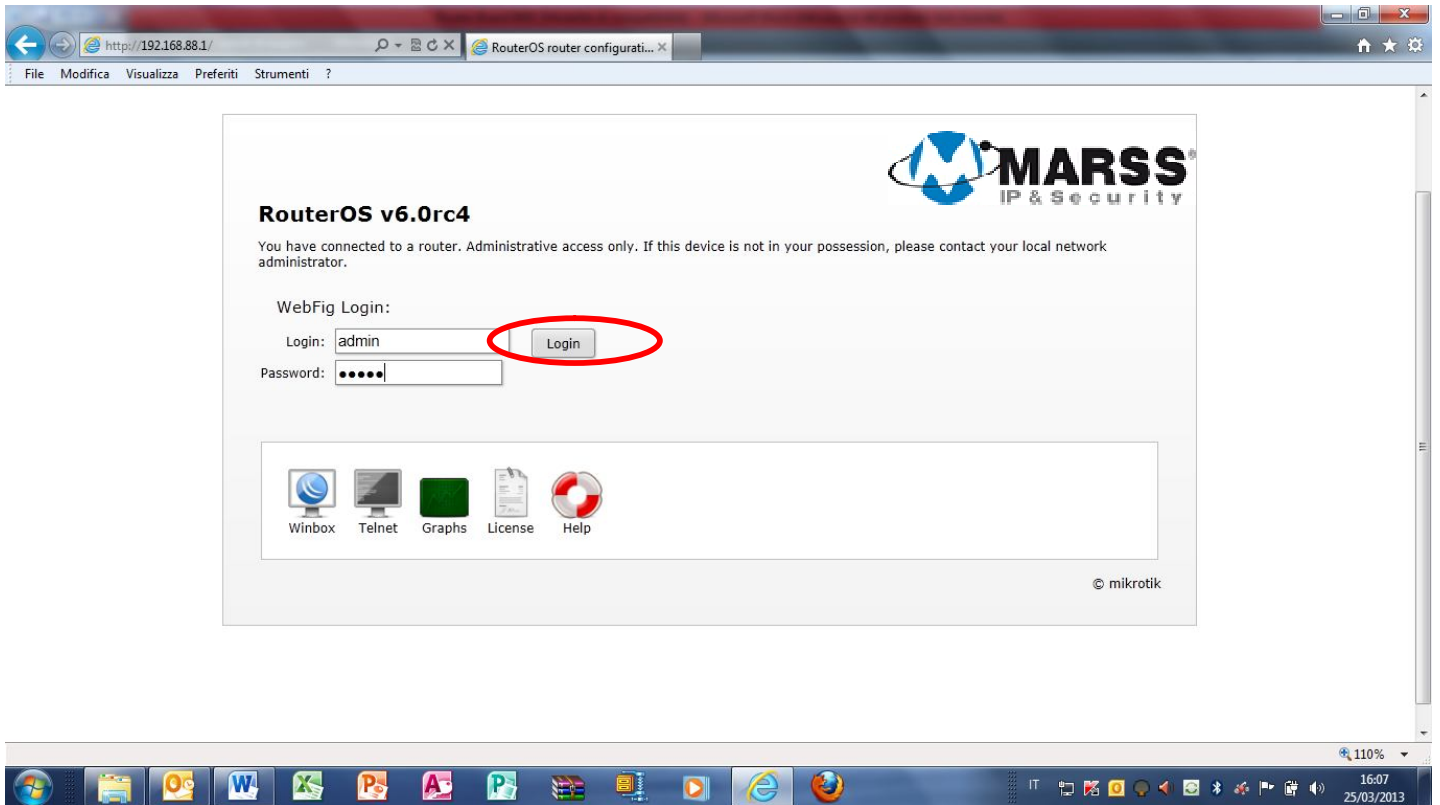 http://192.168.88.1/
RouterOS router configurati...
File Modifica Visualizza Preferiti Strumenti ?
MARSS®
IP & Security
RouterOS v6.0rc4
You have connected to a router. Administrative access only. If this device is not in your possession, please contact your local network
administrator.
WebFig Login:
Login: admin
Login
Password: •••••
Winbox Telnet Graphs License Help
© mikrotik
110%
IT
16:07
25/03/2013